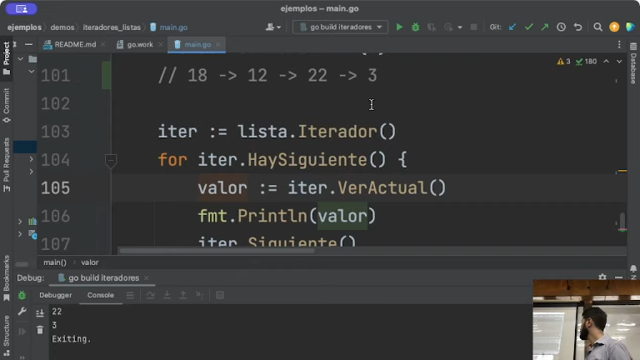 ejemplos — main.go
ejemplos demos iteradores_listas main.go go build iteradores Git:
README.md go.work main.go
Project
Commit
Pull Requests
Bookmarks
Structure
3 180
101 // 18 -> 12 -> 22 -> 3
102
103 iter := lista.Iterador()
104 for iter.HaySiguiente() {
105 valor := iter.VerActual()
106 fmt.Println(valor)
107 iter.Siguiente()
main() valor
Debug: go build iteradores
Debugger Console
22
3
Exiting.
Notifications